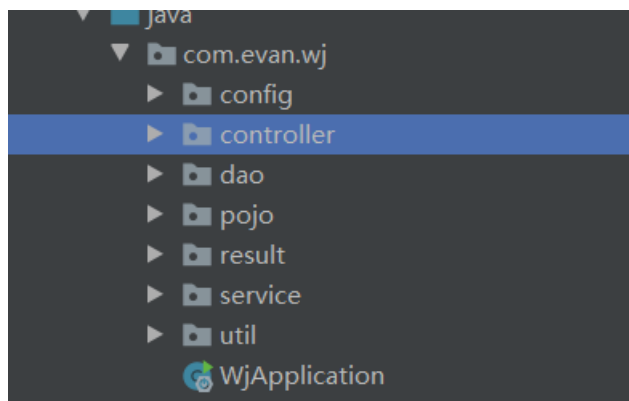 java
com.evan.wj
config
controller
dao
pojo
result
service
util
WjApplication